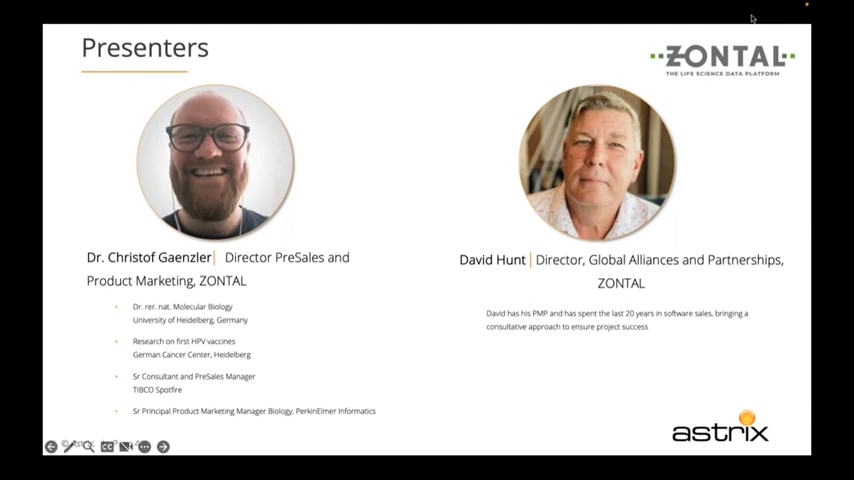 Presenters
ZONTAL
THE LIFE SCIENCE DATA PLATFORM
Dr. Christof Gaenzler| Director PreSales and
Product Marketing, ZONTAL
• Dr. rer. nat. Molecular Biology
University of Heidelberg, Germany
• Research on first HPV vaccines
German Cancer Center, Heidelberg
• Sr Consultant and PreSales Manager
TIBCO Spotfire
• Sr Principal Product Marketing Manager Biology, PerkinElmer Informatics
David Hunt | Director, Global Alliances and Partnerships,
ZONTAL
David has his PMP and has spent the last 20 years in software sales, bringing a
consultative approach to ensure project success
CC
astrix